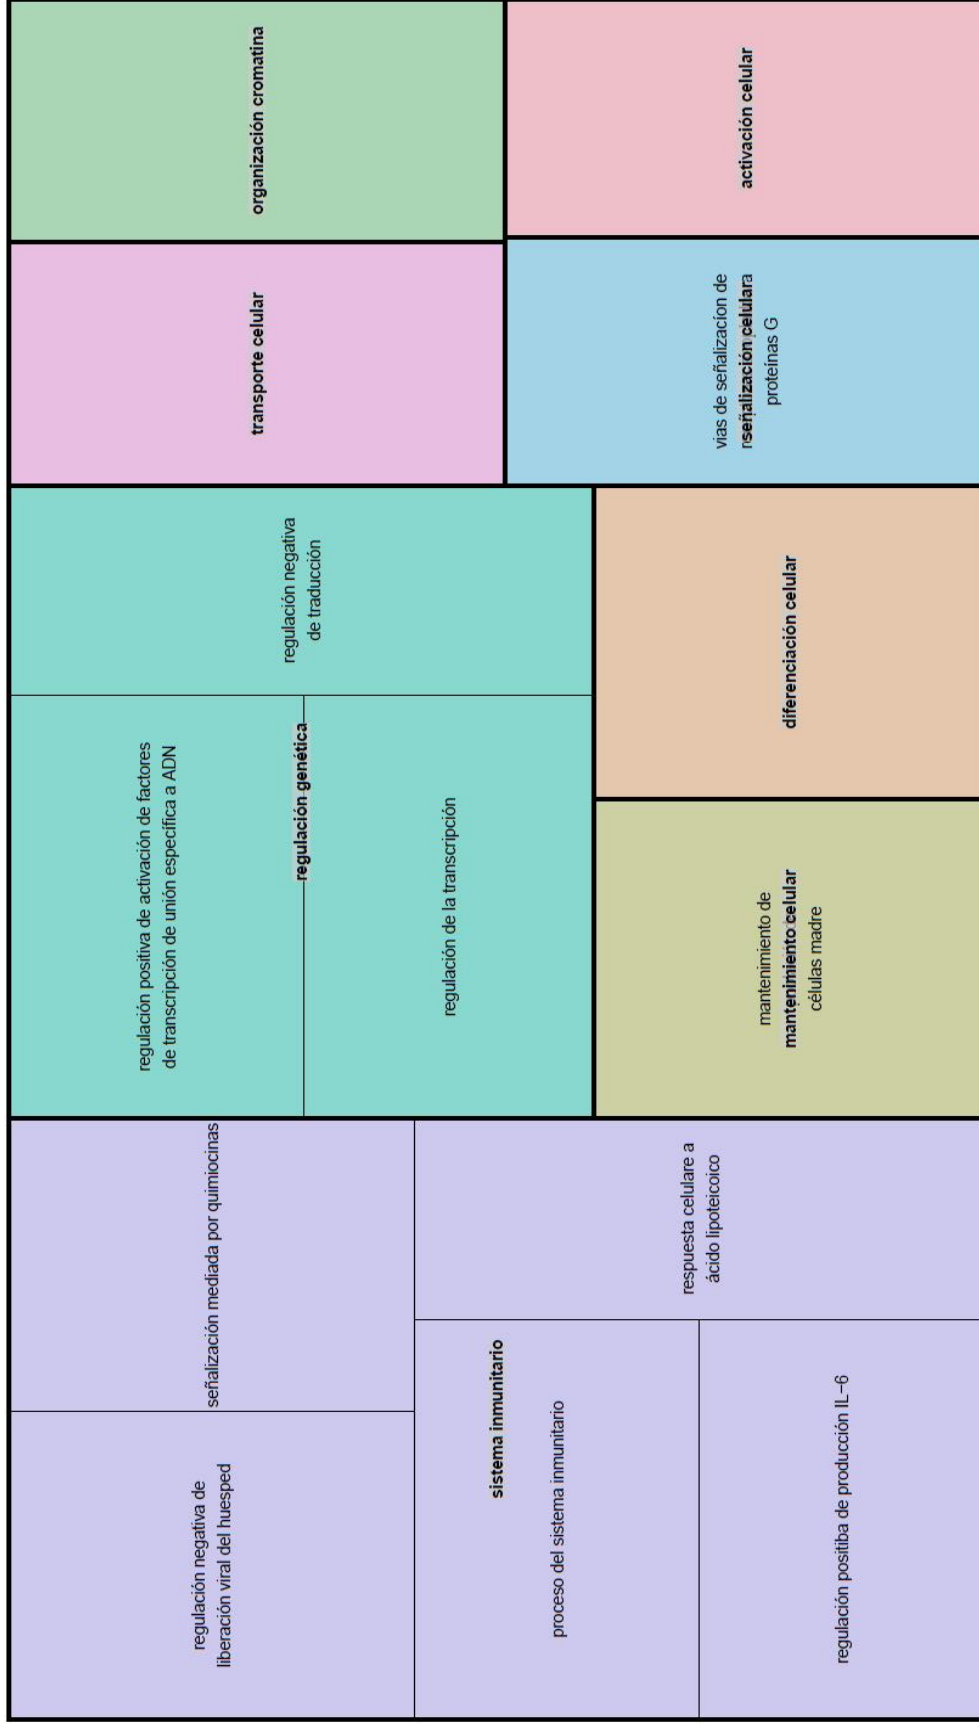 regulación negativa de
liberación viral del huesped
señalización mediada por quimiocinas
sistema inmunitario
proceso del sistema inmunitario
respuesta celulare a
ácido lipoteicoico
regulación positiba de producción IL−6
regulación positiva de activación de factores
de transcripción de unión específica a ADN
regulación genética
regulación de la transcripción
regulación negativa
de traducción
mantenimiento de
mantenimiento celular
células madre
diferenciación celular
transporte celular
organización cromatina
vias de señalizacion de
señalización celular
proteínas G
activación celular